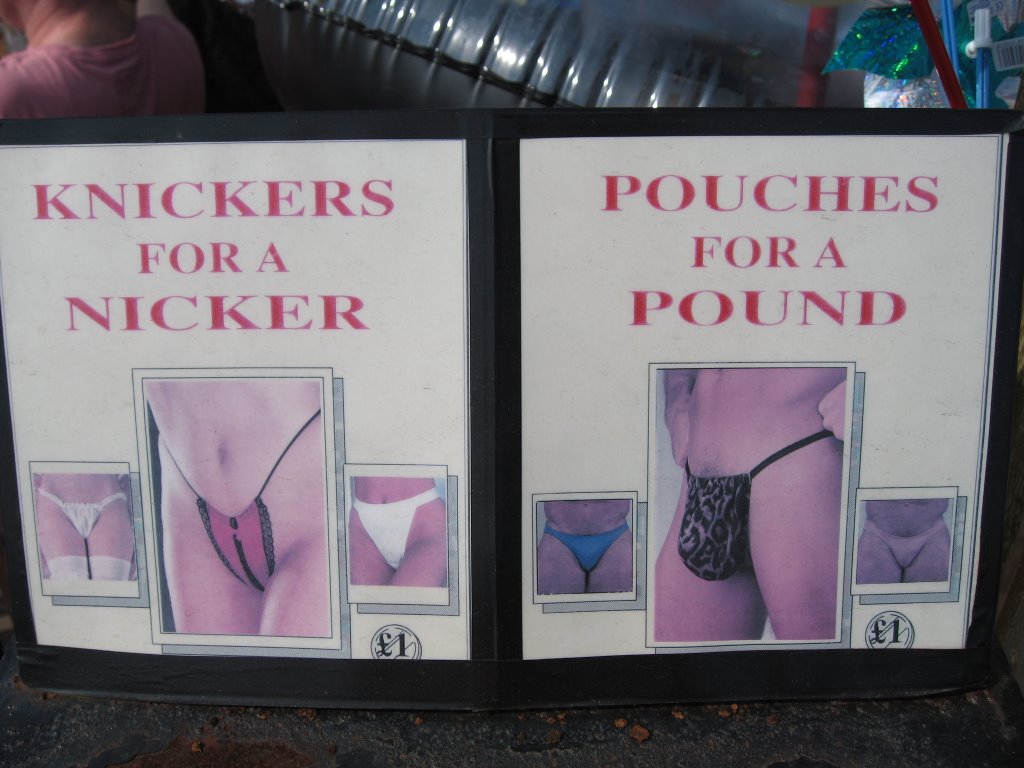 KNICKERS
FOR A
NICKER
£1
POUCHES
FOR A
POUND
£1